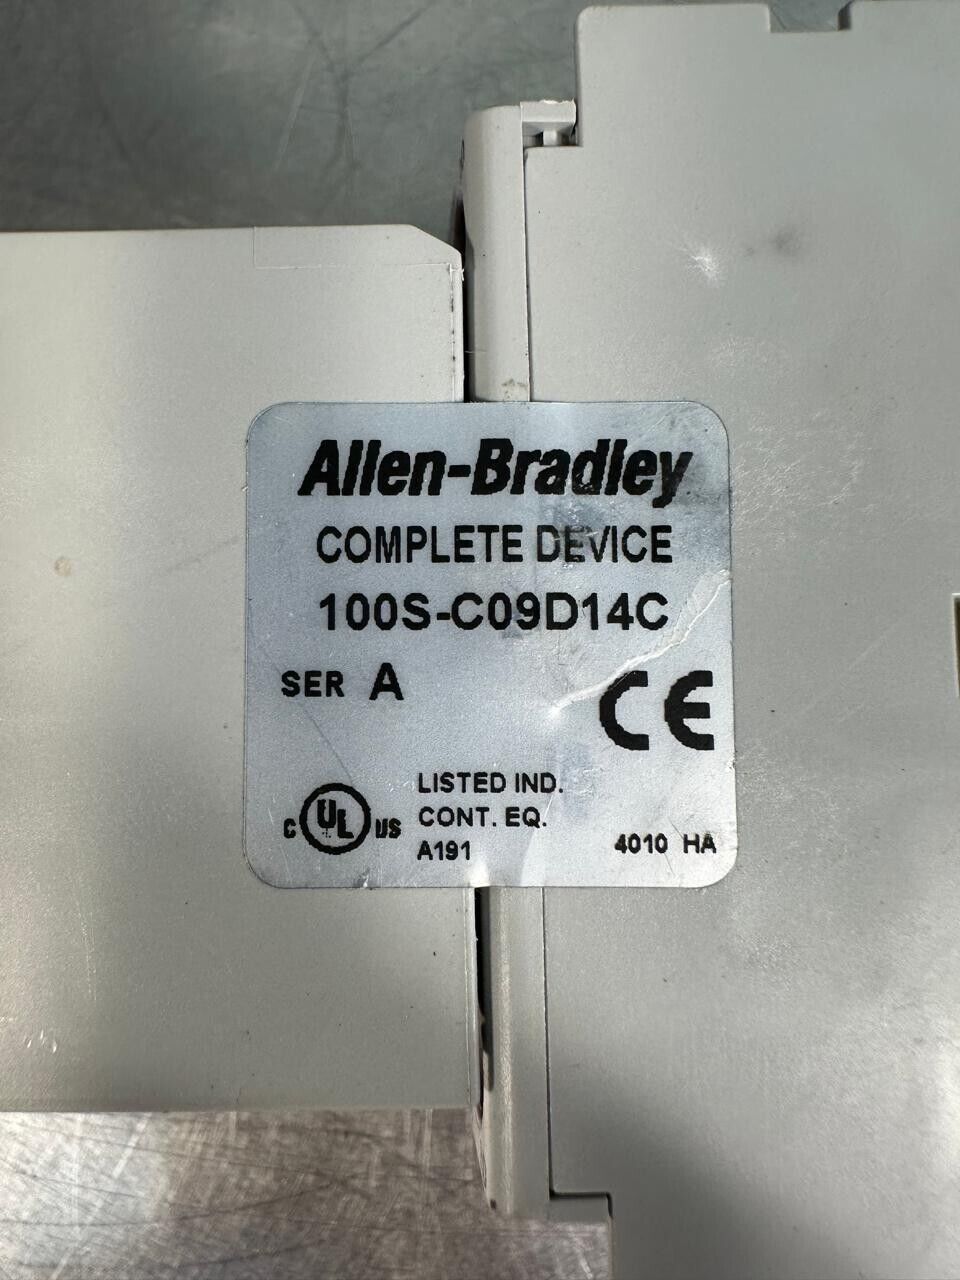 Allen-Bradley
COMPLETE DEVICE
100S-C09D14C
SER A
CE
C UL US
LISTED IND.
CONT. EQ.
A191
4010 HA